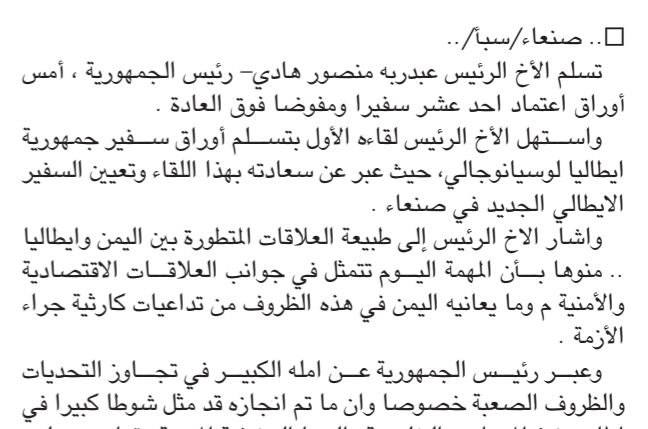 □.. صنعاء/سبأ/..
تسلم الأخ الرئيس عبدربه منصور هادي– رئيس الجمهورية ، أمس
أوراق اعتماد احد عشر سفيرا ومفوضا فوق العادة .
واستهل الأخ الرئيس لقاءه الأول بتسلم أوراق سفير جمهورية
ايطاليا لوسيانوجالي، حيث عبر عن سعادته بهذا اللقاء وتعيين السفير
الايطالي الجديد في صنعاء .
واشار الاخ الرئيس إلى طبيعة العلاقات المتطورة بين اليمن وايطاليا
.. منوها بأن المهمة اليوم تتمثل في جوانب العلاقات الاقتصادية
والأمنية م وما يعانيه اليمن في هذه الظروف من تداعيات كارثية جراء
الأزمة .
وعبر رئيس الجمهورية عن امله الكبير في تجاوز التحديات
والظروف الصعبة خصوصا وان ما تم انجازه قد مثل شوطا كبيرا في